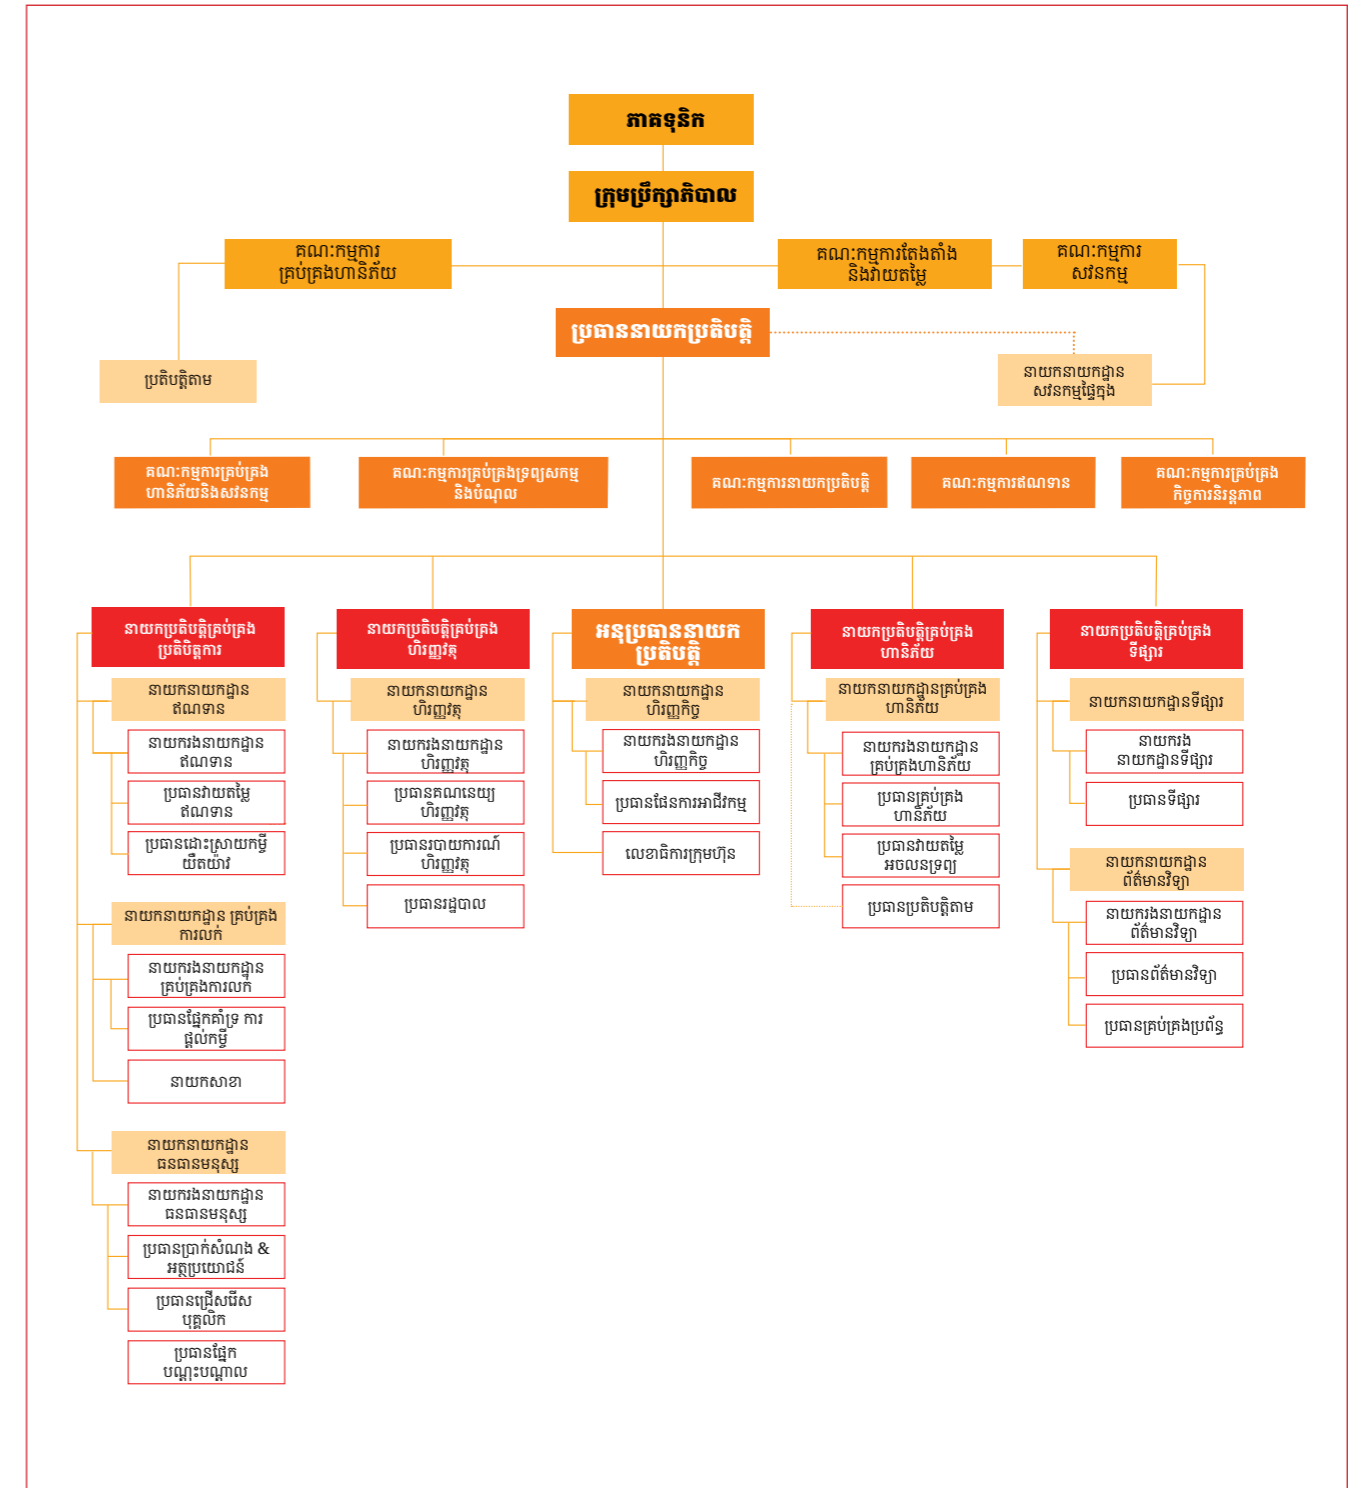 ភាគទុនិក
ក្រុមប្រឹក្សាភិបាល
គណៈកម្មការ
គ្រប់គ្រងហានិភ័យ
គណៈកម្មការតែងតាំង
និងវាយតម្លៃ
គណៈកម្មការ
សវនកម្ម
ប្រធាននាយកប្រតិបត្តិ
ប្រតិបត្តិតាម
នាយកនាយកដ្ឋាន
សវនកម្មផ្ទៃក្នុង
គណៈកម្មការគ្រប់គ្រង
ហានិភ័យនិងសវនកម្ម
គណៈកម្មការគ្រប់គ្រងទ្រព្យសកម្ម
និងបំណុល
គណៈកម្មការនាយកប្រតិបត្តិ
គណៈកម្មការឥណទាន
គណៈកម្មការគ្រប់គ្រង
កិច្ចការនិរន្តភាព
នាយកប្រតិបត្តិគ្រប់គ្រង
ប្រតិបិត្តការ
នាយកនាយកដ្ឋាន
ឥណទាន
នាយករងនាយកដ្ឋាន
ឥណទាន
ប្រធានវាយតម្លៃ
ឥណទាន
ប្រធានដោះស្រាយកម្ចី
យឺតយ៉ាវ
នាយកនាយកដ្ឋាន គ្រប់គ្រង
ការលក់
នាយករងនាយកដ្ឋាន
គ្រប់គ្រងការលក់
ប្រធានផ្នែកគាំទ្រ ការ
ផ្តល់កម្ចី
នាយកសាខា
នាយកនាយកដ្ឋាន
ធនធានមនុស្ស
នាយករងនាយកដ្ឋាន
ធនធានមនុស្ស
ប្រធានប្រាក់សំណង &
អត្ថប្រយោជន៍
ប្រធានជ្រើសរើស
បុគ្គលិក
ប្រធានផ្នែក
បណ្តុះបណ្តាល
នាយកប្រតិបត្តិគ្រប់គ្រង
ហិរញ្ញវត្ថុ
នាយកនាយកដ្ឋាន
ហិរញ្ញវត្ថុ
នាយករងនាយកដ្ឋាន
ហិរញ្ញវត្ថុ
ប្រធានគណនេយ្យ
ហិរញ្ញវត្ថុ
ប្រធានរបាយការណ៍
ហិរញ្ញវត្ថុ
ប្រធានរដ្ឋបាល
អនុប្រធាននាយក
ប្រតិបត្តិ
នាយកនាយកដ្ឋាន
ហិរញ្ញកិច្ច
នាយករងនាយកដ្ឋាន
ហិរញ្ញកិច្ច
ប្រធានផែនការអាជីវកម្ម
លេខាធិការក្រុមហ៊ុន
នាយកប្រតិបត្តិគ្រប់គ្រង
ហានិភ័យ
នាយកនាយកដ្ឋានគ្រប់គ្រង
ហានិភ័យ
នាយករងនាយកដ្ឋាន
គ្រប់គ្រងហានិភ័យ
ប្រធានគ្រប់គ្រង
ហានិភ័យ
ប្រធានវាយតម្លៃ
អចលនទ្រព្យ
ប្រធានប្រតិបត្តិតាម
នាយកប្រតិបត្តិគ្រប់គ្រង
ទីផ្សារ
នាយកនាយកដ្ឋានទីផ្សារ
នាយករង
នាយកដ្ឋានទីផ្សារ
ប្រធានទីផ្សារ
នាយកនាយកដ្ឋាន
ព័ត៌មានវិទ្យា
នាយករងនាយកដ្ឋាន
ព័ត៌មានវិទ្យា
ប្រធានព័ត៌មានវិទ្យា
ប្រធានគ្រប់គ្រងប្រព័ន្ធ